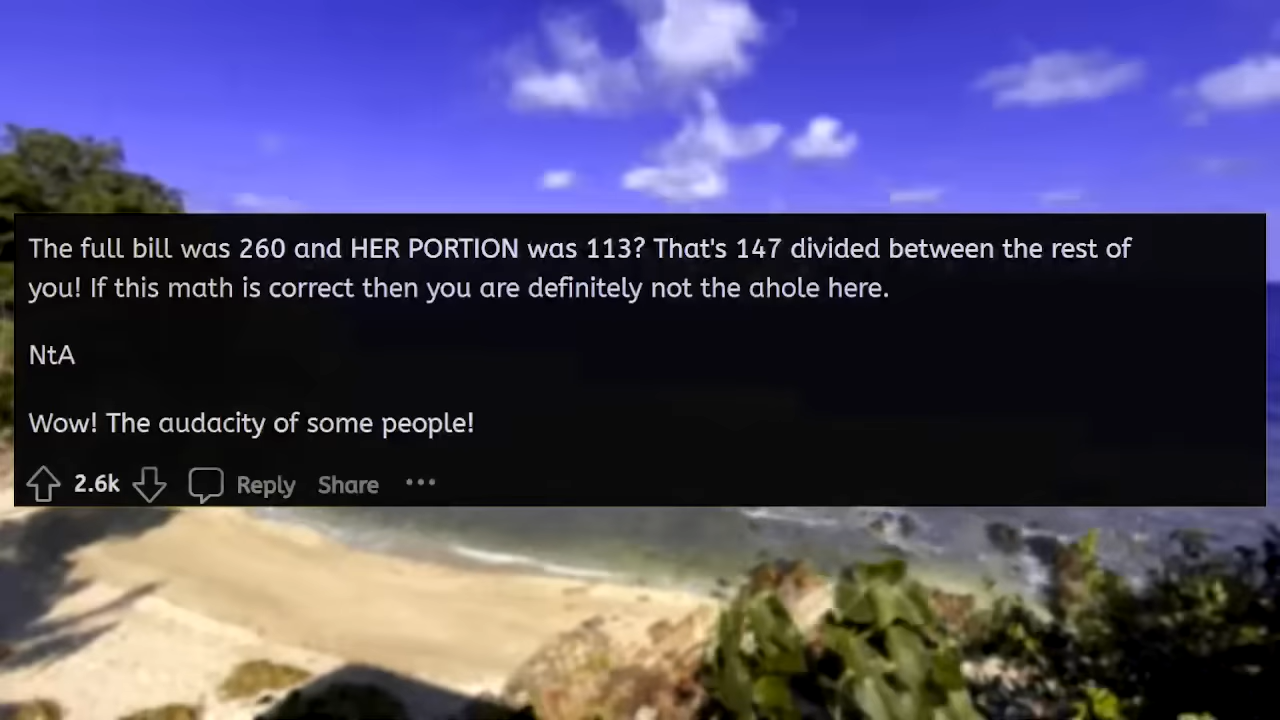 The full bill was 260 and HER PORTION was 113? That's 147 divided between the rest of
you! If this math is correct then you are definitely not the ahole here.
NtA
Wow! The audacity of some people!
2.6k Reply Share •••